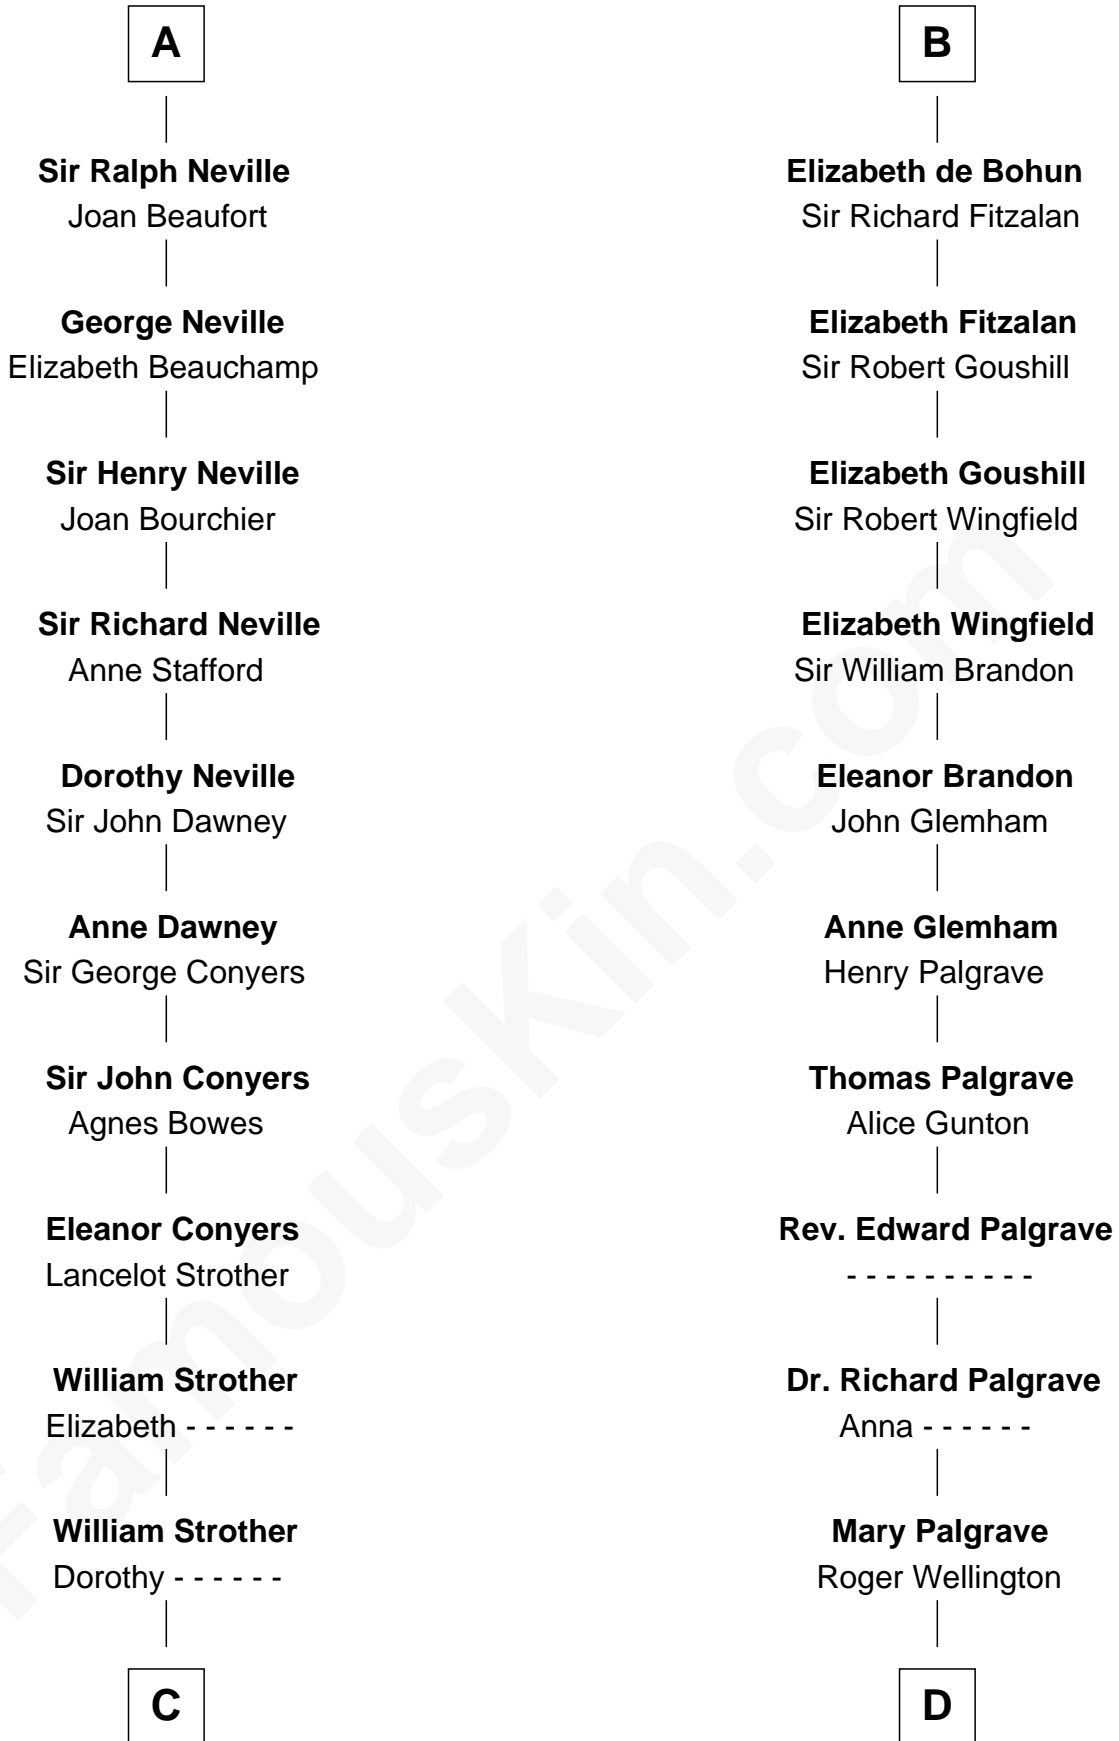 A
Sir Ralph Neville
Joan Beaufort
George Neville
Elizabeth Beauchamp
Sir Henry Neville
Joan Bourchier
Sir Richard Neville
Anne Stafford
Dorothy Neville
Sir John Dawney
Anne Dawney
Sir George Conyers
Sir John Conyers
Agnes Bowes
Eleanor Conyers
Lancelot Strother
William Strother
Elizabeth - - - - - -
William Strother
Dorothy - - - - - -
C
B
Elizabeth de Bohun
Sir Richard Fitzalan
Elizabeth Fitzalan
Sir Robert Goushill
Elizabeth Goushill
Sir Robert Wingfield
Elizabeth Wingfield
Sir William Brandon
Eleanor Brandon
John Glemham
Anne Glemham
Henry Palgrave
Thomas Palgrave
Alice Gunton
Rev. Edward Palgrave
- - - - - - - - - -
Dr. Richard Palgrave
Anna - - - - - -
Mary Palgrave
Roger Wellington
D
FamousKin.com